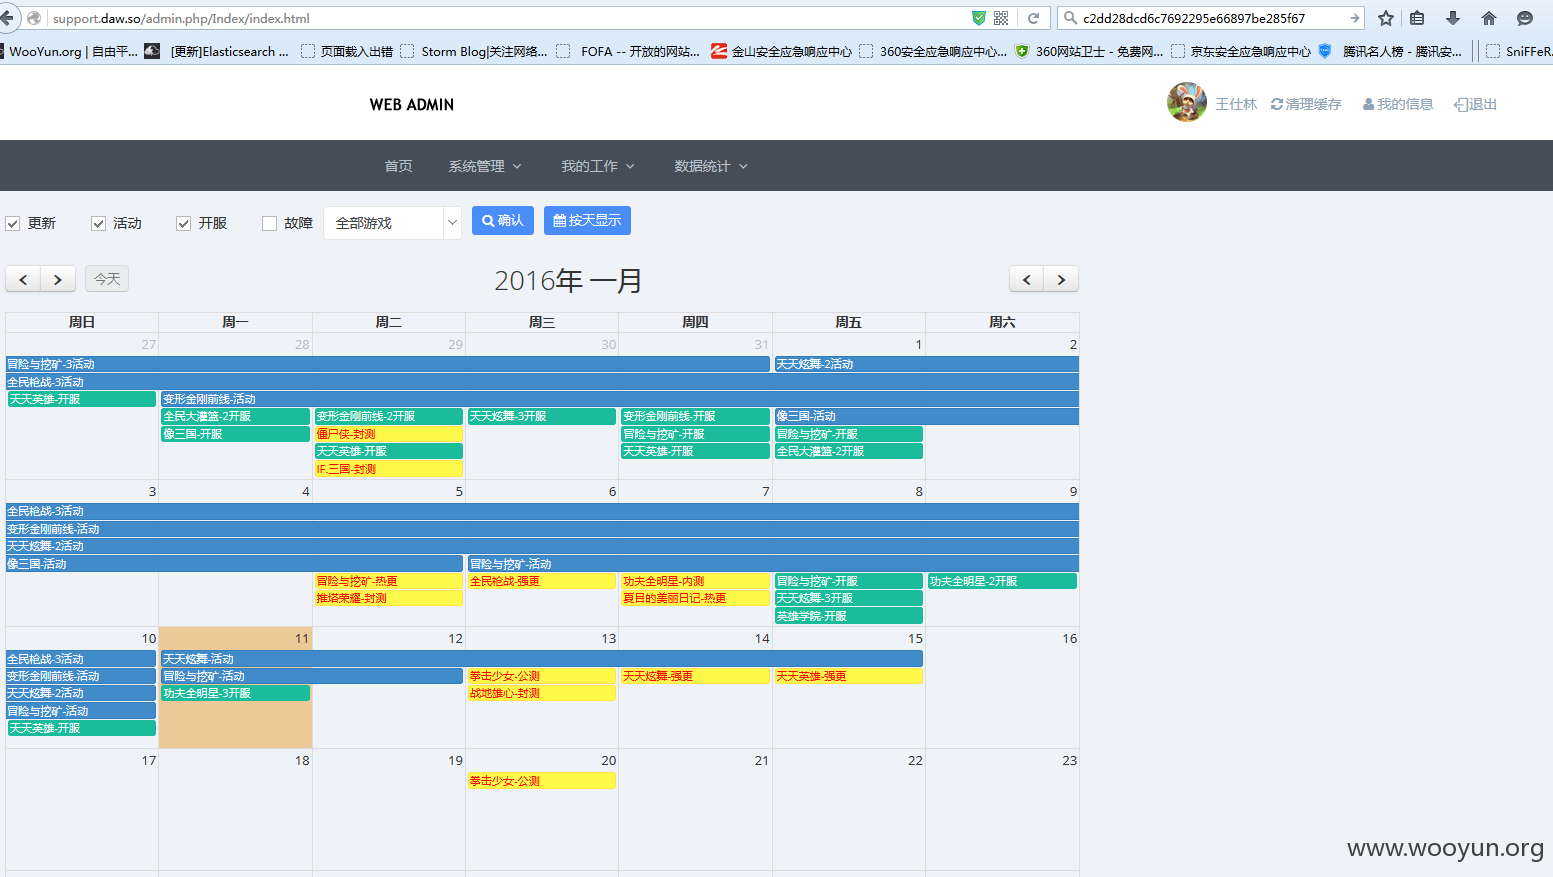 support.daw.so/admin.php/Index/index.html
c2dd28dcd6c7692295e66897be285f67
WooYun.org | 自由平... [更新]Elasticsearch ... 页面载入出错 Storm Blog|关注网络... FOFA -- 开放的网站... 金山安全应急响应中心 360安全应急响应中心... 360网站卫士 - 免费网... 京东安全应急响应中心 腾讯名人榜 - 腾讯安... SniFFeR.
WEB ADMIN
王仕林 清理缓存 我的信息 退出
首页 系统管理 我的工作 数据统计
更新 活动 开服 故障 全部游戏 确认 按天显示
今天 2016年 一月
周日 周一 周二 周三 周四 周五 周六
27 28 29 30 31 1 2
冒险与挖矿-3活动 天天炫舞-2活动
全民枪战-3活动
天天英雄-开服 变形金刚前线-活动
全民大灌篮-2开服 变形金刚前线-2开服 天天炫舞-3开服 变形金刚前线-开服 像三国-活动
像三国-开服 僵尸侠-封测 冒险与挖矿-开服 冒险与挖矿-开服
天天英雄-开服 天天英雄-开服 全民大灌篮-2开服
IF.三国-封测
3 4 5 6 7 8 9
全民枪战-3活动
变形金刚前线-活动
天天炫舞-2活动
像三国-活动 冒险与挖矿-活动
冒险与挖矿-热更 全民枪战-强更 功夫全明星-内测 冒险与挖矿-开服 功夫全明星-2开服
推塔荣耀-封测 夏目的美丽日记-热更 天天炫舞-3开服
英雄学院-开服
10 11 12 13 14 15 16
全民枪战-3活动 天天炫舞-活动
变形金刚前线-活动 冒险与挖矿-活动 拳击少女-公测 天天炫舞-强更 天天英雄-强更
天天炫舞-2活动 功夫全明星-3开服 战地雄心-封测
冒险与挖矿-活动
天天英雄-开服
17 18 19 20 21 22 23
拳击少女-公测
www.wooyun.org